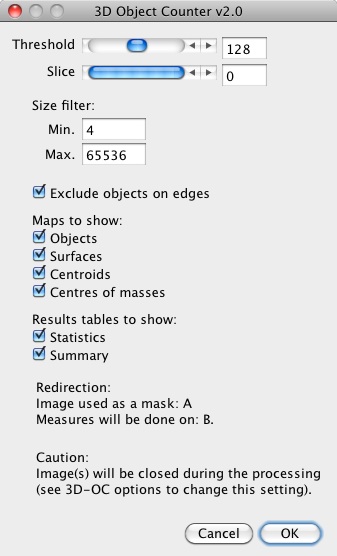 3D Object Counter v2.0
Threshold 128
Slice 0
Size filter:
Min. 4
Max. 65536
Exclude objects on edges
Maps to show:
Objects
Surfaces
Centroids
Centres of masses
Results tables to show:
Statistics
Summary
Redirection:
Image used as a mask: A
Measures will be done on: B.
Caution:
Image(s) will be closed during the processing
(see 3D-OC options to change this setting).
Cancel OK